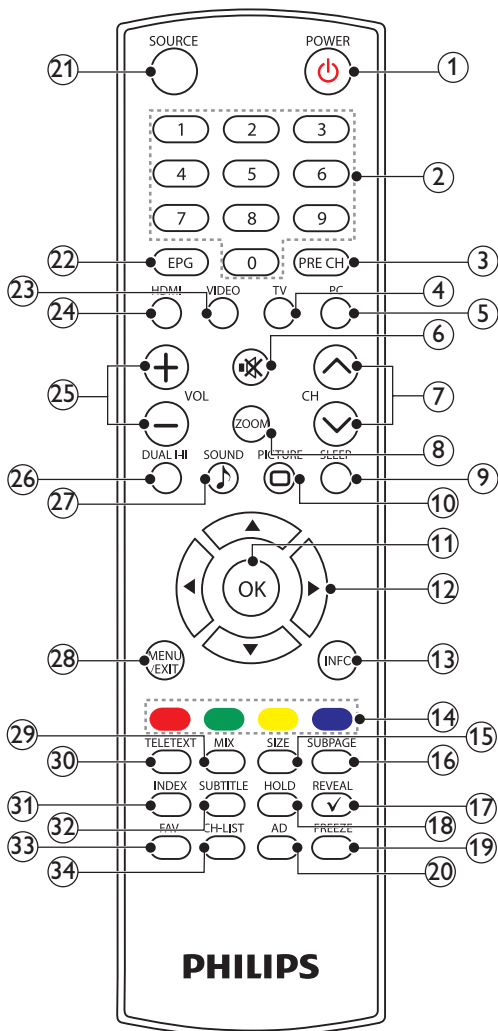 SOURCE POWER
21 1
1 2 3
4 5 6 2
7 8 9
22 EPG 0 PRE CH 3
23 4
HDMI VIDEO TV PC
24 5
6
25 VOL CH 7
ZOOM 8
DUAL I-II SOUND PICTURE SLEEP
26 9
27 10
11
OK 12
28 MENU /EXIT INFO 13
14
29 15
TELETEXT MIX SIZE SUBPAGE
30 16
INDEX SUBTITLE HOLD REVEAL
31 17
32 18
FAV CH-LIST AD FREEZE
33 19
34 20
PHILIPS